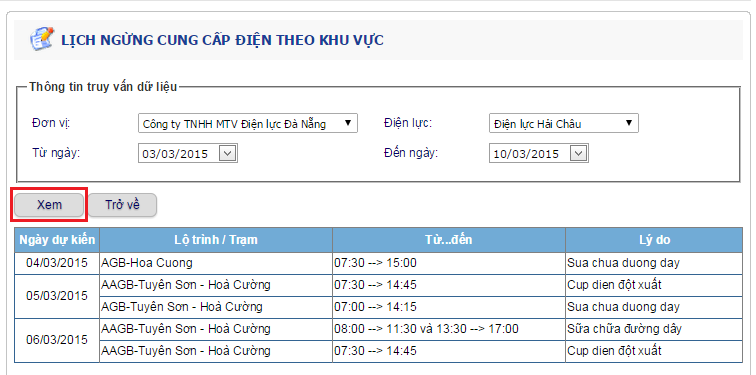 LỊCH NGỪNG CUNG CẤP ĐIỆN THEO KHU VỰC
Thông tin truy vấn dữ liệu
Đơn vị: Công ty TNHH MTV Điện lực Đà Nẵng Điện lực: Điện lực Hải Châu
Từ ngày: 03/03/2015 Đến ngày: 10/03/2015
Xem Trở về
Ngày dự kiến Lộ trình / Trạm Từ...đến Lý do
04/03/2015 AGB-Hoa Cuong 07:30 --> 15:00 Sua chua duong day
05/03/2015 AAGB-Tuyên Sơn - Hoà Cường 07:30 --> 14:45 Cup dien đột xuất
AGB-Tuyên Sơn - Hoà Cường 07:00 --> 14:15 Sua chua duong day
06/03/2015 AAGB-Tuyên Sơn - Hoà Cường 08:00 --> 11:30 và 13:30 --> 17:00 Sữa chữa đường dây
AAGB-Tuyên Sơn - Hoà Cường 07:30 --> 14:45 Cup dien đột xuất